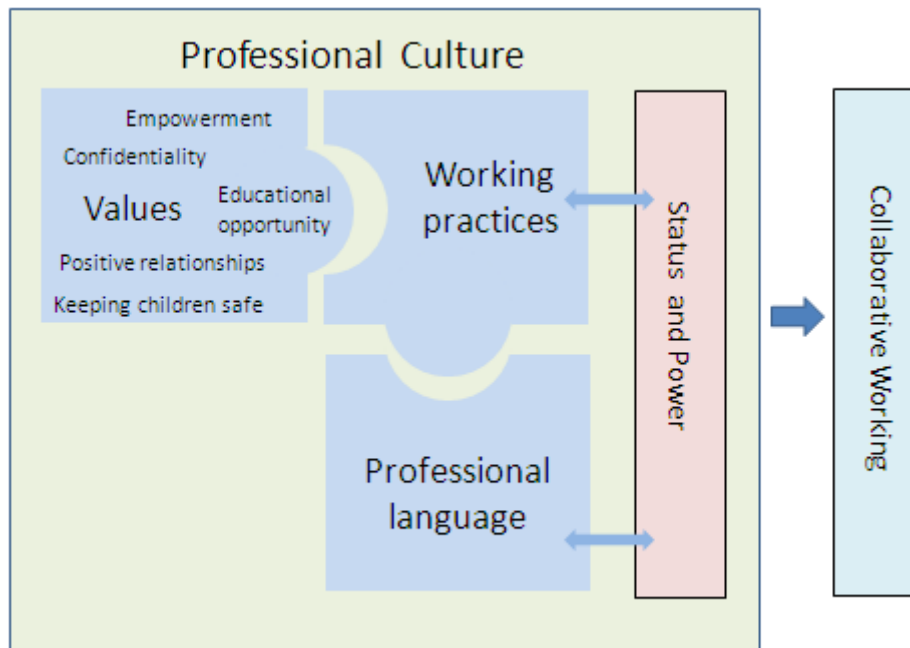 Professional Culture
Empowerment
Confidentiality
Values
Educational
opportunity
Positive relationships
Keeping children safe
Working
practices
Professional
language
Status and Power
Collaborative Working